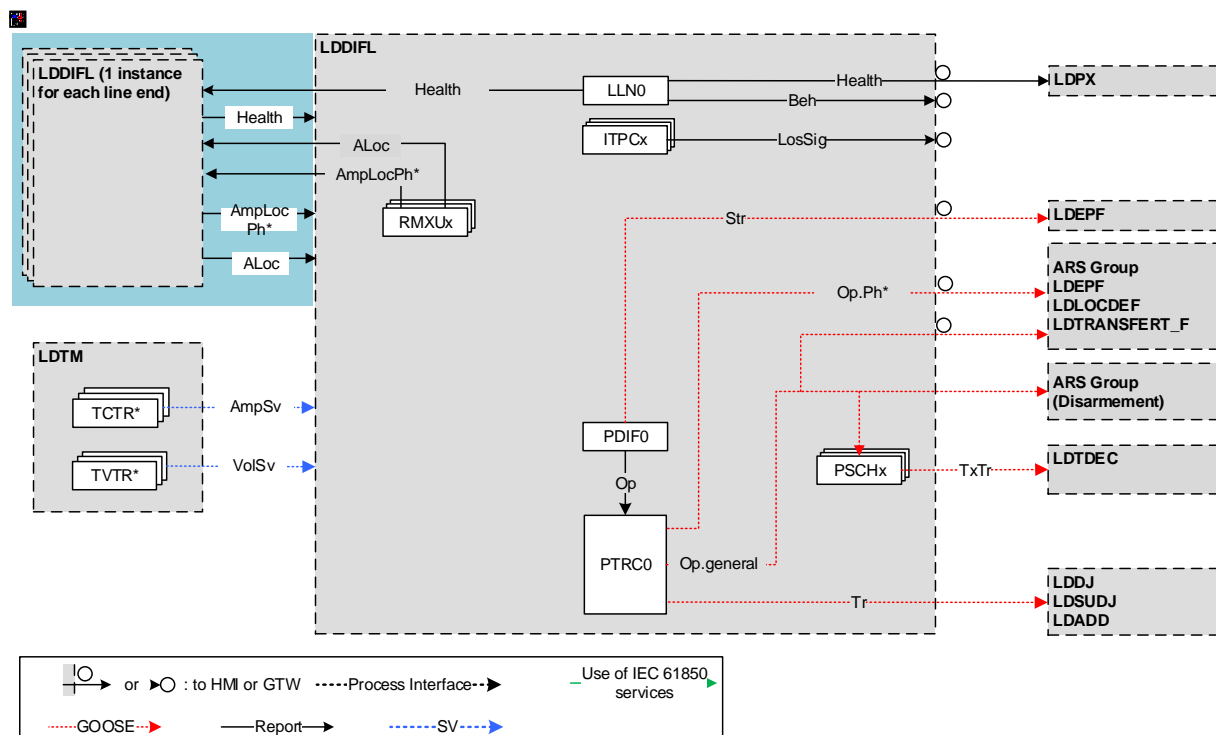 LDDIFL
LDDIFL (1 instance
for each line end)
Health
Health
ALoc
AmpLocPh*
AmpLoc
Ph*
ALoc
LLN0
Health
Beh
ITPCx
LosSig
RMXUx
LDPX
Str
LDEPF
Op.Ph*
ARS Group
LDEPF
LDLOCDEF
LDTRANSFERT_F
LDTM
TCTR*
AmpSv
TVTR*
VolSv
ARS Group
(Disarmement)
PDIF0
Op
PSCHx
TxTr
LDTDEC
PTRC0
Op.general
Tr
LDDJ
LDSUDJ
LDADD
or
: to HMI or GTW
Process Interface
Use of IEC 61850
services
GOOSE
Report
SV